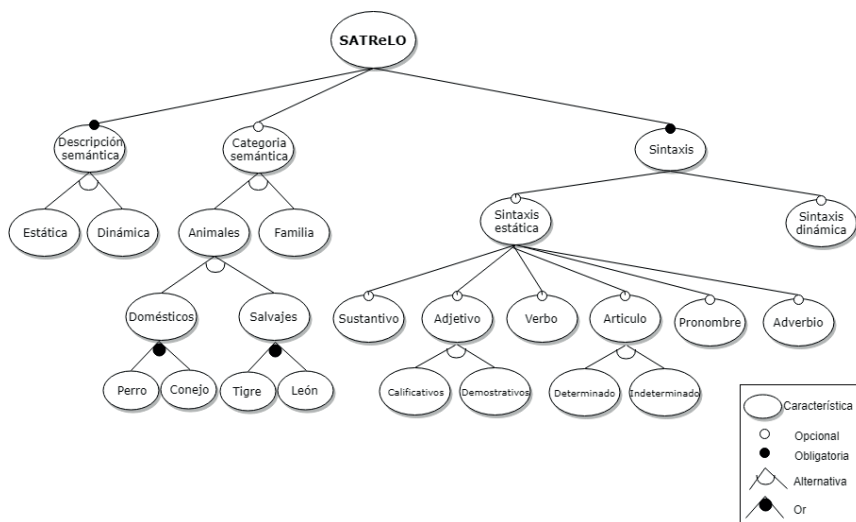 SATReLO
Descripción
semántica
Categoria
semántica
Sintaxis
Estática
Dinámica
Animales
Familia
Sintaxis
estática
Sintaxis
dinámica
Domésticos
Salvajes
Sustantivo
Adjetivo
Verbo
Articulo
Pronombre
Adverbio
Perro
Conejo
Tigre
León
Calificativos
Demostrativos
Determinado
Indeterminado
Característica
Opcional
Obligatoria
Alternativa
Or